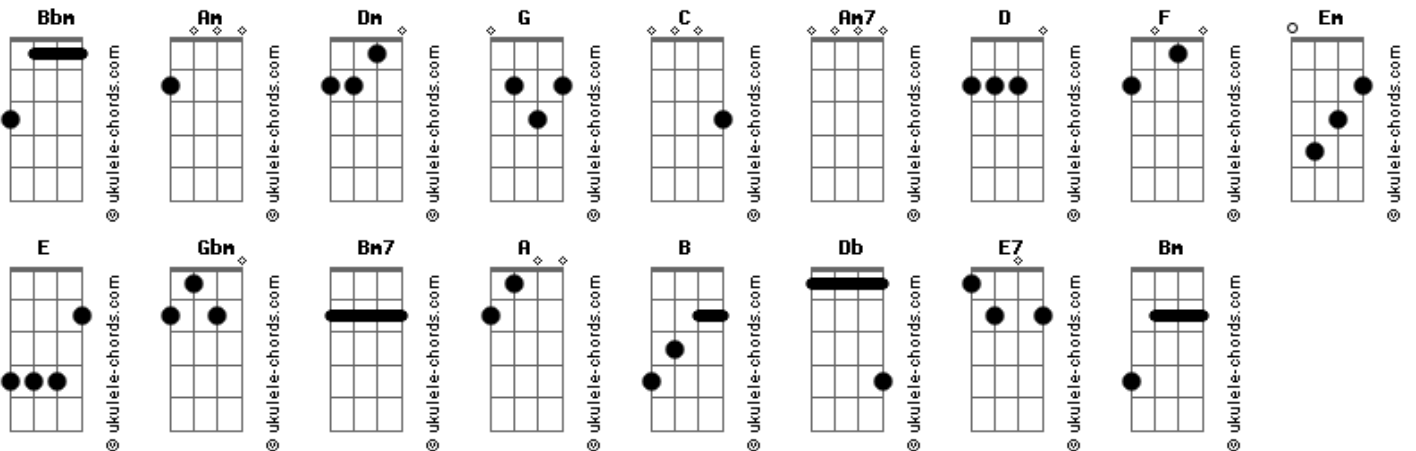 Bbm Am Dm G C Am7 D F Em
© ukulele-chords.com © ukulele-chords.com © ukulele-chords.com © ukulele-chords.com © ukulele-chords.com © ukulele-chords.com © ukulele-chords.com © ukulele-chords.com © ukulele-chords.com
E Gbm Bm7 A B Db E7 Bm
© ukulele-chords.com © ukulele-chords.com © ukulele-chords.com © ukulele-chords.com © ukulele-chords.com © ukulele-chords.com © ukulele-chords.com © ukulele-chords.com